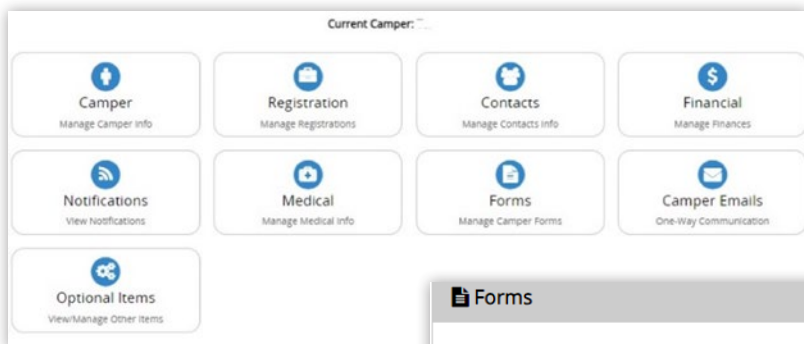 Current Camper:
Camper
Manage Camper Info
Registration
Manage Registrations
Contacts
Manage Contacts Info
Financial
Manage Finances
Notifications
View Notifications
Medical
Manage Medical Info
Forms
Manage Camper Forms
Camper Emails
One-Way Communication
Optional Items
View/Manage Other Items
Forms